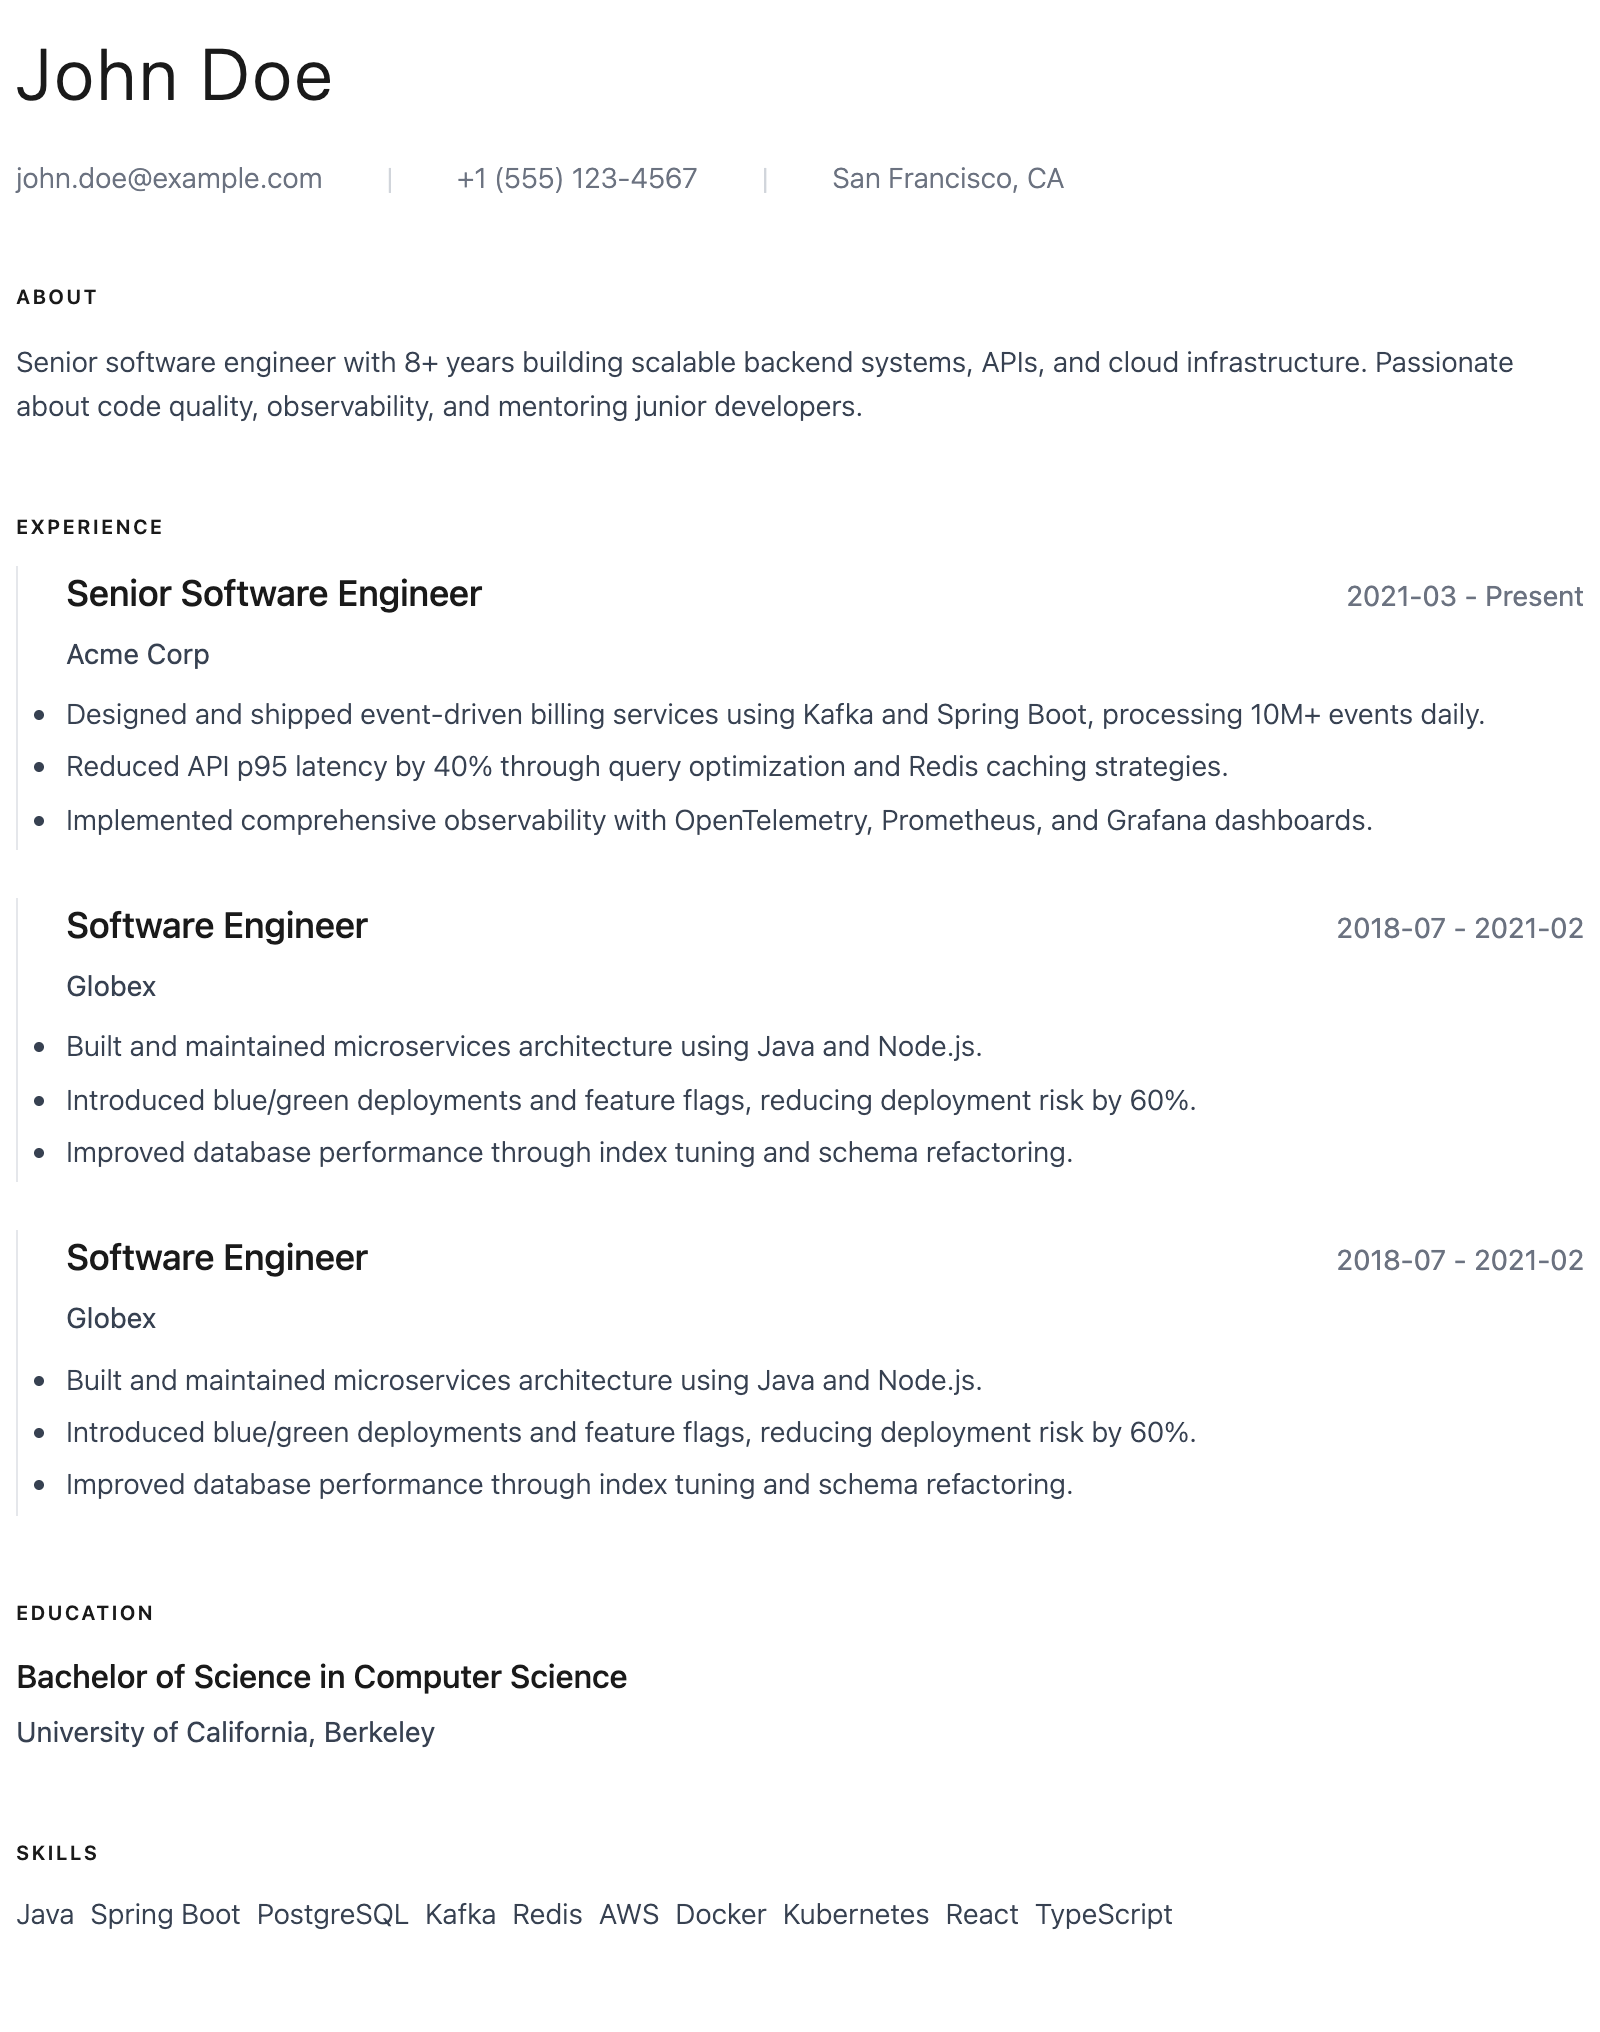 John Doe
john.doe@example.com | +1 (555) 123-4567 | San Francisco, CA
ABOUT
Senior software engineer with 8+ years building scalable backend systems, APIs, and cloud infrastructure. Passionate
about code quality, observability, and mentoring junior developers.
EXPERIENCE
Senior Software Engineer 2021-03 - Present
Acme Corp
• Designed and shipped event-driven billing services using Kafka and Spring Boot, processing 10M+ events daily.
• Reduced API p95 latency by 40% through query optimization and Redis caching strategies.
• Implemented comprehensive observability with OpenTelemetry, Prometheus, and Grafana dashboards.
Software Engineer 2018-07 - 2021-02
Globex
• Built and maintained microservices architecture using Java and Node.js.
• Introduced blue/green deployments and feature flags, reducing deployment risk by 60%.
• Improved database performance through index tuning and schema refactoring.
Software Engineer 2018-07 - 2021-02
Globex
• Built and maintained microservices architecture using Java and Node.js.
• Introduced blue/green deployments and feature flags, reducing deployment risk by 60%.
• Improved database performance through index tuning and schema refactoring.
EDUCATION
Bachelor of Science in Computer Science
University of California, Berkeley
SKILLS
Java Spring Boot PostgreSQL Kafka Redis AWS Docker Kubernetes React TypeScript